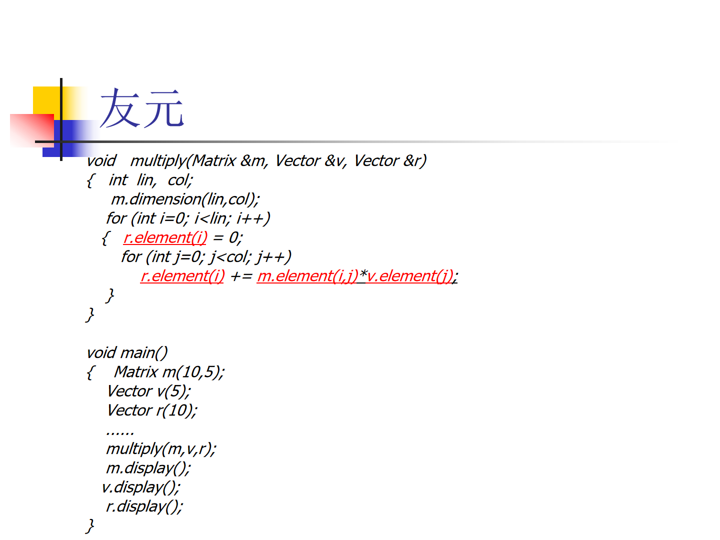 友元
void multiply(Matrix &m, Vector &v, Vector &r)
{ int lin, col;
m.dimension(lin,col);
for (int i=0; i<lin; i++)
{ r.element(i) = 0;
for (int j=0; j<col; j++)
r.element(i) += m.element(i,j)*v.element(j);
}
}
void main()
{ Matrix m(10,5);
Vector v(5);
Vector r(10);
......
multiply(m,v,r);
m.display();
v.display();
r.display();
}